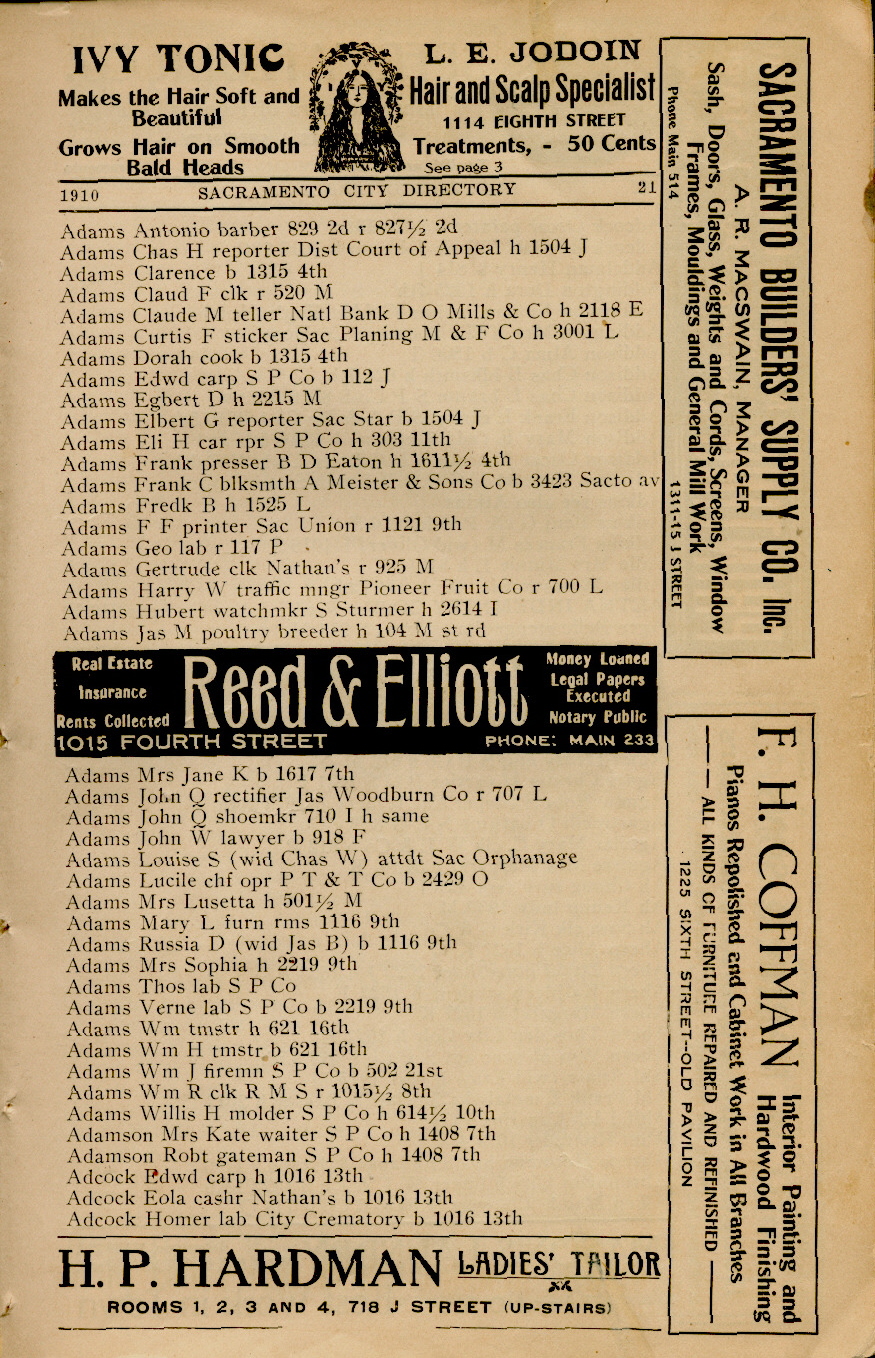 IVY TONIC
Makes the Hair Soft and
Beautiful
Grows Hair on Smooth
Bald Heads
L. E. JODOIN
Hair and Scalp Specialist
1114 EIGHTH STREET
Treatments, - 50 Cents
See page 3
1910 SACRAMENTO CITY DIRECTORY 21
Adams Antonio barber 829 2d r 827½ 2d
Adams Chas H reporter Dist Court of Appeal h 1504 J
Adams Clarence b 1315 4th
Adams Claud F clk r 520 M
Adams Claude M teller Natl Bank D O Mills & Co h 2118 E
Adams Curtis F sticker Sac Planing M & F Co h 3001 L
Adams Dorah cook b 1315 4th
Adams Edwd carp S P Co b 112 J
Adams Egbert D h 2215 M
Adams Elbert G reporter Sac Star b 1504 J
Adams Eli H car rpr S P Co h 303 11th
Adams Frank presser B D Eaton h 1611½ 4th
Adams Frank C blksmth A Meister & Sons Co b 3423 Sacto av
Adams Fredk B h 1525 L
Adams F F printer Sac Union r 1121 9th
Adams Geo lab r 117 P
Adams Gertrude clk Nathan's r 925 M
Adams Harry W traffic mngr Pioneer Fruit Co r 700 L
Adams Hubert watchmkr S Sturmer h 2614 I
Adams Jas M poultry breeder h 104 M st rd
Real Estate
Insurance
Rents Collected
Reed & Elliott
Money Loaned
Legal Papers
Executed
Notary Public
1015 FOURTH STREET PHONE: MAIN 233
Adams Mrs Jane K b 1617 7th
Adams John Q rectifier Jas Woodburn Co r 707 L
Adams John Q shoemkr 710 I h same
Adams John W lawyer b 918 F
Adams Louise S (wid Chas W) attdt Sac Orphanage
Adams Lucile chf opr P T & T Co b 2429 O
Adams Mrs Lusetta h 501½ M
Adams Mary L furn rms 1116 9th
Adams Russia D (wid Jas B) b 1116 9th
Adams Mrs Sophia h 2219 9th
Adams Thos lab S P Co
Adams Verne lab S P Co b 2219 9th
Adams Wm tmstr h 621 16th
Adams Wm H tmstr b 621 16th
Adams Wm J firemn S P Co b 502 21st
Adams Wm R clk R M S r 1015½ 8th
Adams Willis H molder S P Co h 614½ 10th
Adamson Mrs Kate waiter S P Co h 1408 7th
Adamson Robt gateman S P Co h 1408 7th
Adcock Edwd carp h 1016 13th
Adcock Eola cashr Nathan's b 1016 13th
Adcock Homer lab City Crematory b 1016 13th
H. P. HARDMAN LADIES' TAILOR
ROOMS 1, 2, 3 AND 4, 718 J STREET (UP-STAIRS)
SACRAMENTO BUILDERS' SUPPLY CO. Inc.
A. R. MACSWAIN, MANAGER
Sash, Doors, Glass, Weights and Cords, Screens, Window
Frames, Mouldings and General Mill Work
Phone Main 514 1311-15 J STREET
F. H. COFFMAN Interior Painting and
Hardwood Finishing
Pianos Repolished and Cabinet Work in All Branches
ALL KINDS OF FURNITURE REPAIRED AND REFINISHED
1225 SIXTH STREET--OLD PAVILION